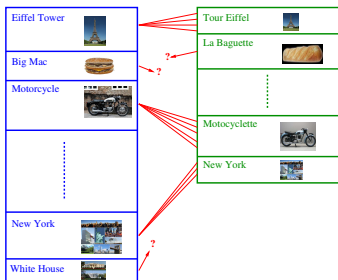 Eiffel Tower
Big Mac
?
Motorcycle
New York
White House
?
Tour Eiffel
La Baguette
?
Motocyclette
New York